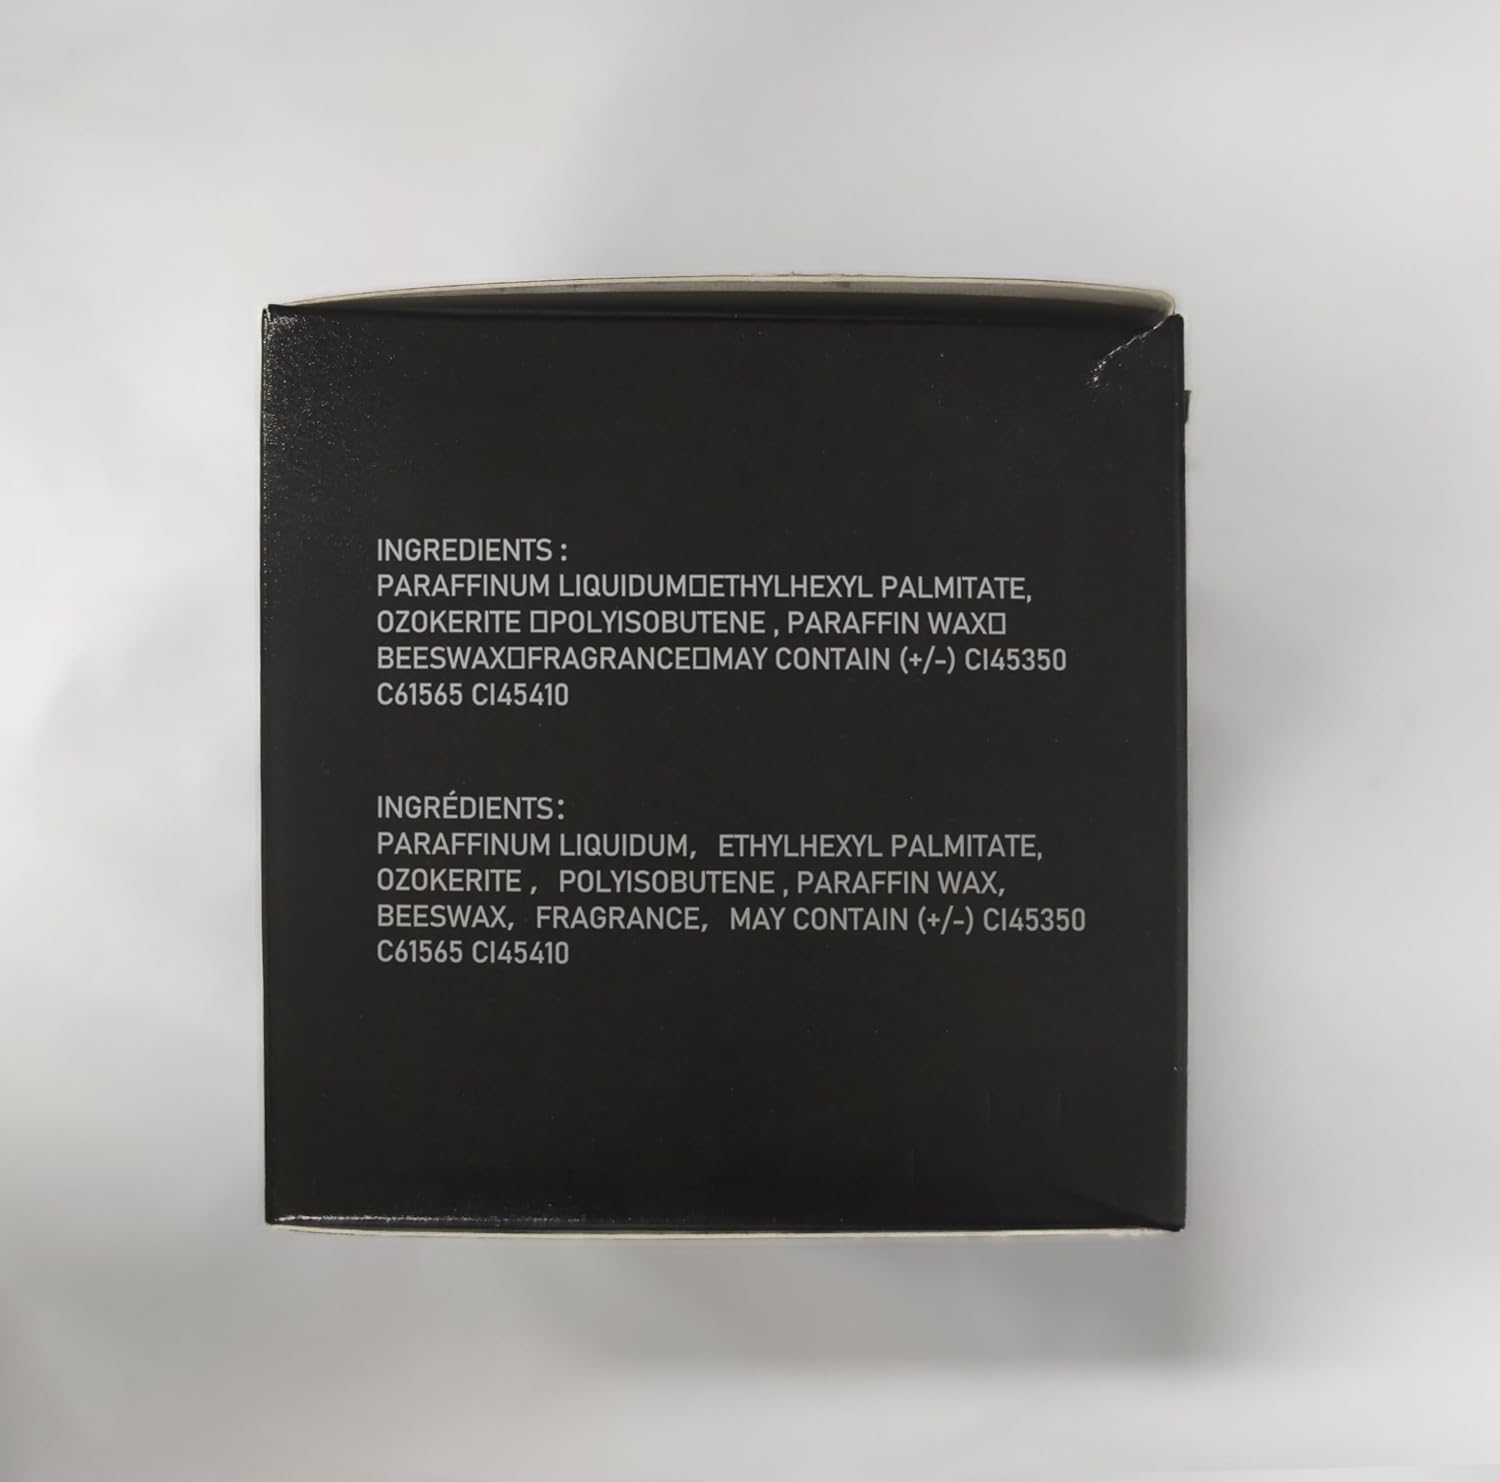 INGREDIENTS :
PARAFFINUM LIQUIDUM□ETHYLHEXYL PALMITATE,
OZOKERITE □POLYISOBUTENE , PARAFFIN WAX□
BEESWAX□FRAGRANCE□MAY CONTAIN (+/-) CI45350
C61565 CI45410
INGRÉDIENTS:
PARAFFINUM LIQUIDUM, ETHYLHEXYL PALMITATE,
OZOKERITE , POLYISOBUTENE , PARAFFIN WAX,
BEESWAX, FRAGRANCE, MAY CONTAIN (+/-) CI45350
C61565 CI45410